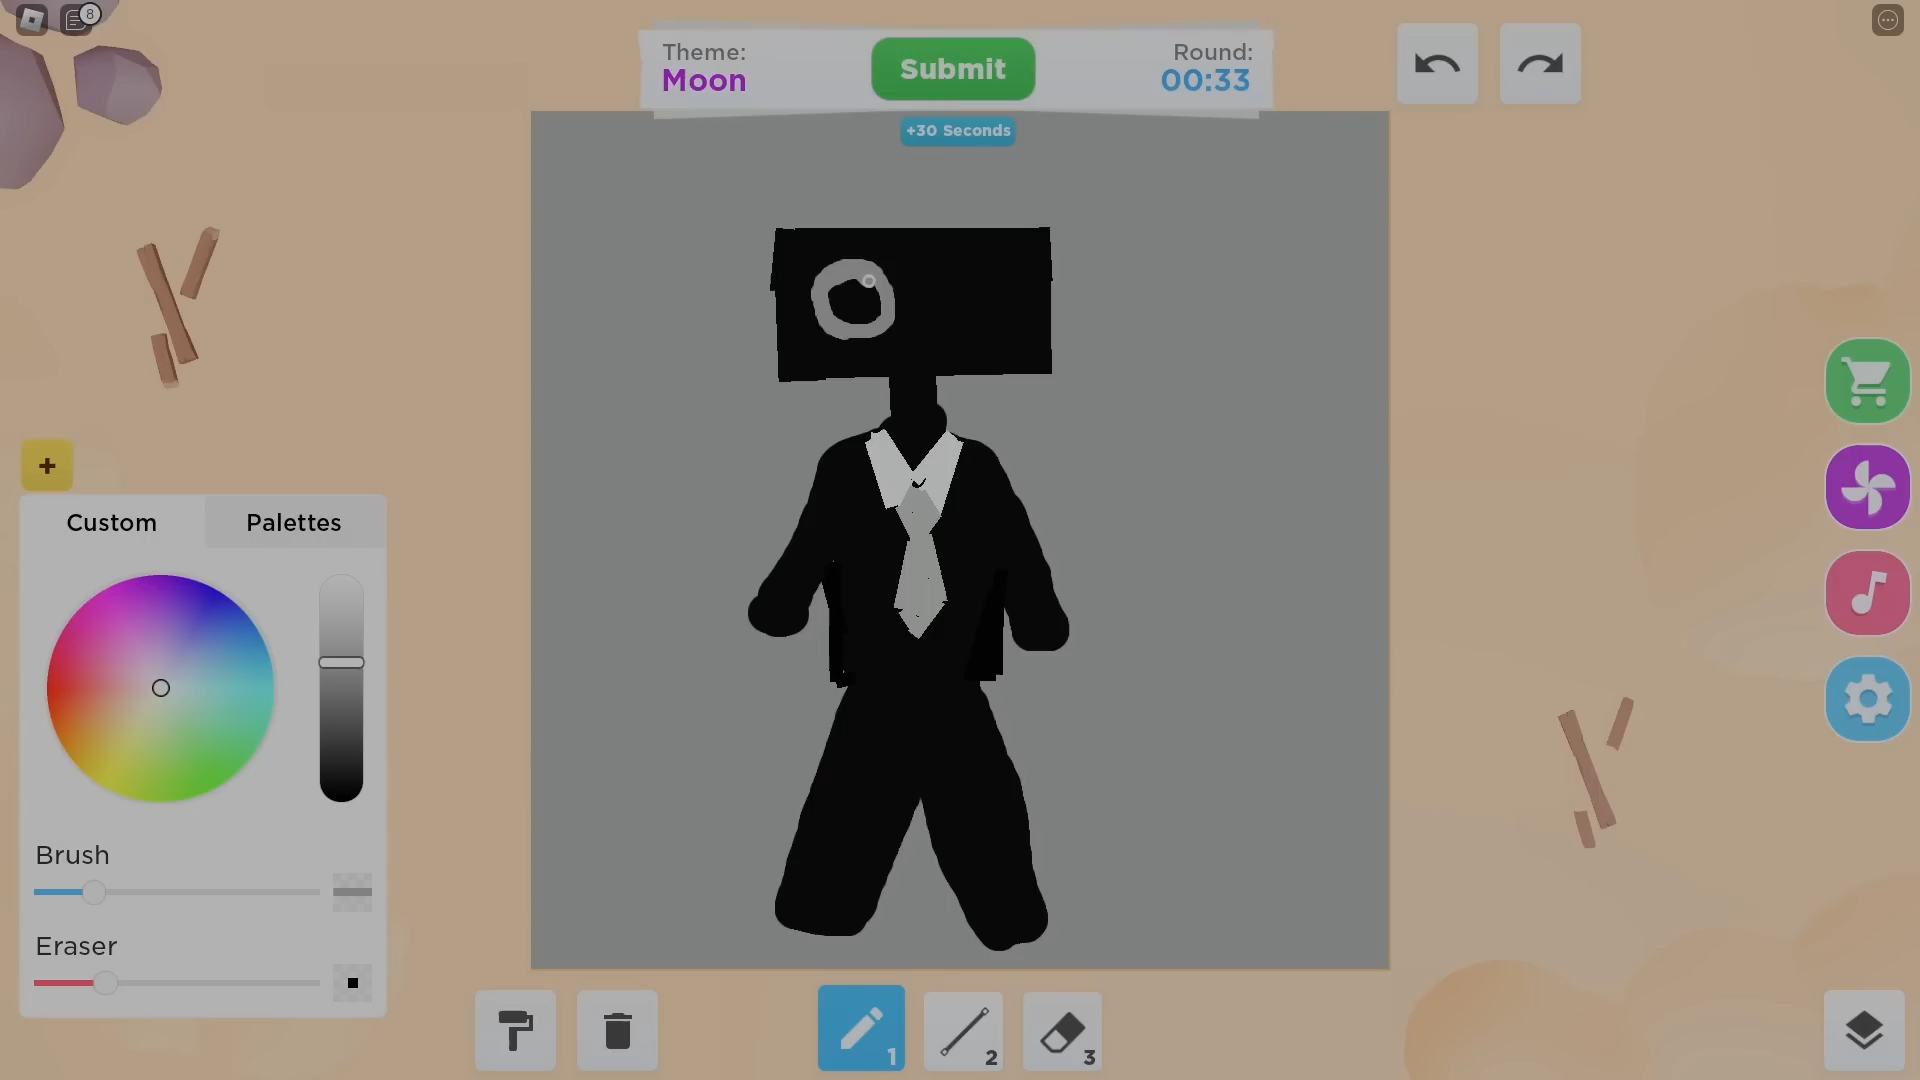 8
Theme:
Moon
Submit
Round:
00:33
+30 Seconds
+
Custom
Palettes
Brush
Eraser
1
2
3